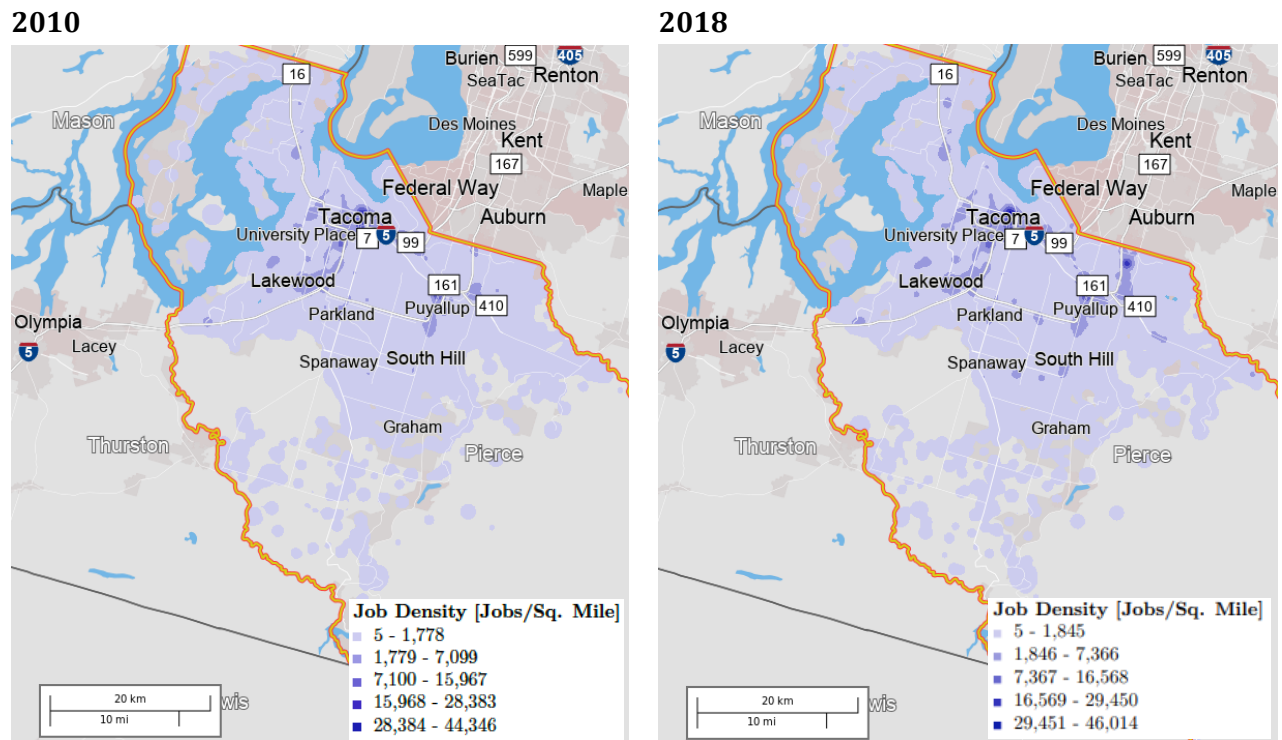 2010
2018
Burien
599
405
16
SeaTac
Renton
Mason
Des Moines
Kent
167
Federal Way
Maple
Tacoma
Auburn
University Place
7
5
99
Lakewood
161
Puyallup
410
Parkland
Olympia
5
Lacey
Spanaway
South Hill
Graham
Thurston
Pierce
Job Density [Jobs/Sq. Mile]
5 - 1,778
1,779 - 7,099
7,100 - 15,967
15,968 - 28,383
28,384 - 44,346
20 km
10 mi
wis
Burien
599
405
16
SeaTac
Renton
Mason
Des Moines
Kent
167
Federal Way
Maple
Tacoma
Auburn
University Place
7
5
99
Lakewood
161
Puyallup
410
Parkland
Olympia
5
Lacey
Spanaway
South Hill
Graham
Thurston
Pierce
Job Density [Jobs/Sq. Mile]
5 - 1,845
1,846 - 7,366
7,367 - 16,568
16,569 - 29,450
29,451 - 46,014
20 km
10 mi
wis